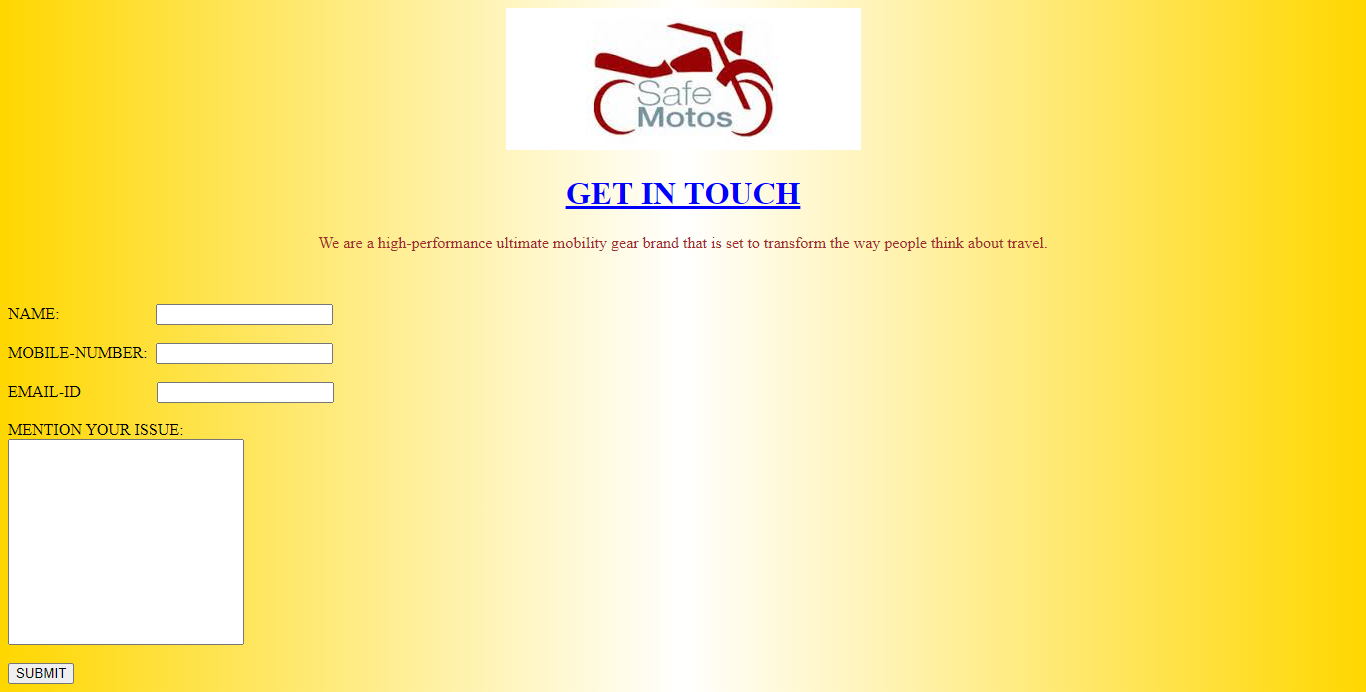 Safe
Motos
GET IN TOUCH
We are a high-performance ultimate mobility gear brand that is set to transform the way people think about travel.
NAME:
MOBILE-NUMBER:
EMAIL-ID
MENTION YOUR ISSUE:
SUBMIT